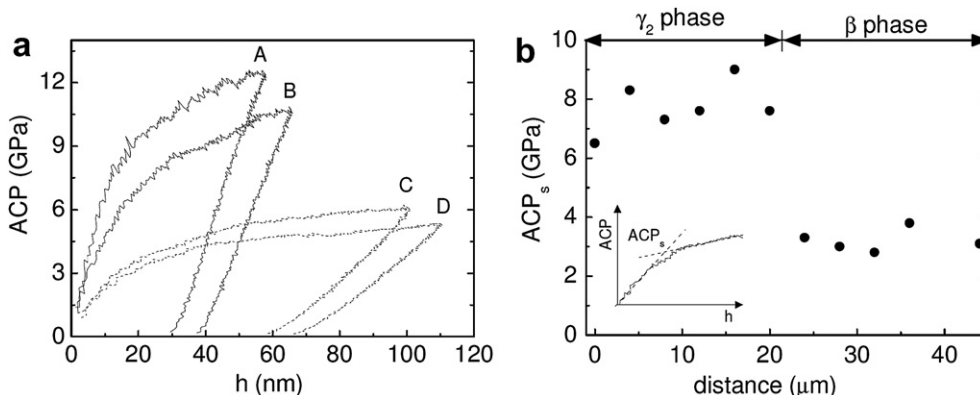 a
ACP (GPa)
12
9
6
3
0
A
B
C
D
0 20 40 60 80 100 120
h (nm)
b
γ₂ phase β phase
ACPₛ (GPa)
10
8
6
4
2
0
ACP
ACPₛ
h
0 10 20 30 40
distance (μm)